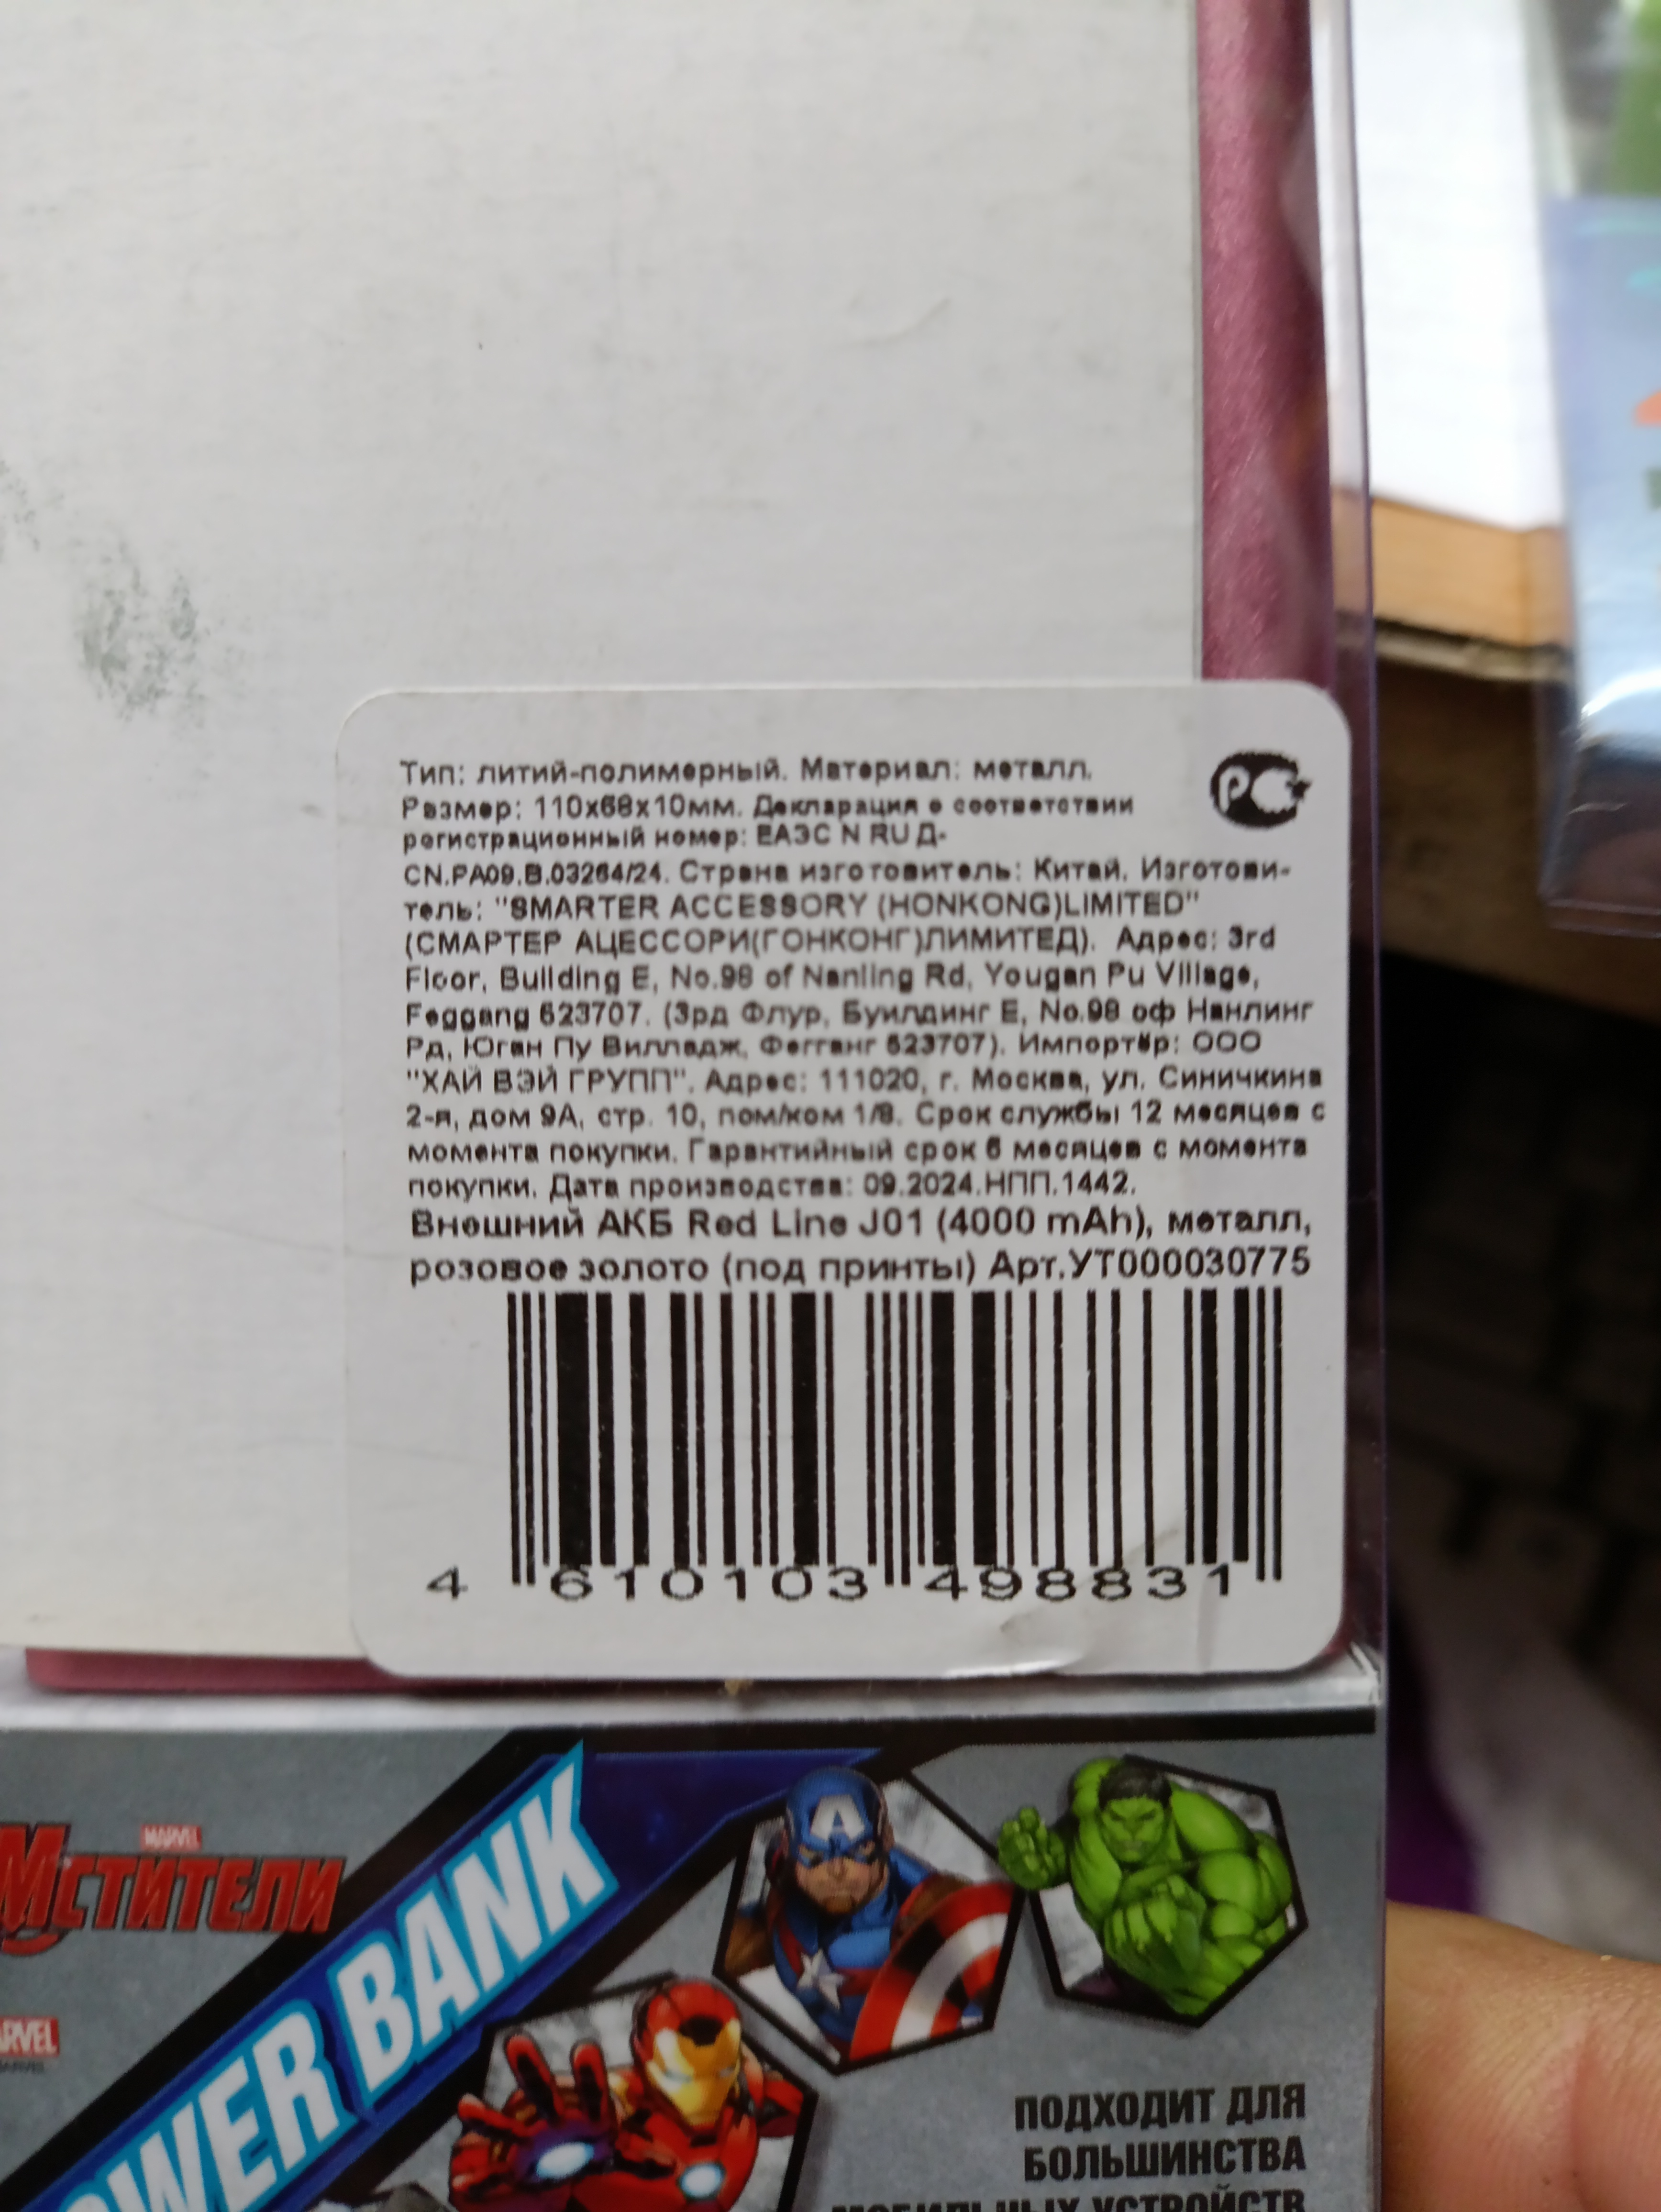 Тип: литий-полимерный. Материал: металл.
Размер: 110х68х10мм. Декларация о соответствии
регистрационный номер: ЕАЭС N RU Д-
CN.РА09.В.03264/24. Страна изготовитель: Китай. Изготови-
тель: "SMARTER ACCESSORY (HONKONG)LIMITED"
(СМАРТЕР АЦЕССОРИ(ГОНКОНГ)ЛИМИТЕД). Адрес: 3rd
Floor, Building E, No.98 of Nanling Rd, Yougan Pu Village,
Feggang 523707. (3рд Флур, Буилдинг Е, No.98 оф Нанлинг
Рд, Юган Пу Вилладж, Фегганг 523707). Импортёр: ООО
"ХАЙ ВЭЙ ГРУПП". Адрес: 111020, г. Москва, ул. Синичкина
2-я, дом 9А, стр. 10, пом/ком 1/8. Срок службы 12 месяцев с
момента покупки. Гарантийный срок 6 месяцев с момента
покупки. Дата производства: 09.2024.НПП.1442.
Внешний АКБ Red Line J01 (4000 mAh), металл,
розовое золото (под принты) Арт.УТ000030775
4 610103 498831
MARVEL
Мстители
POWER BANK
MARVEL
ПОДХОДИТ ДЛЯ
БОЛЬШИНСТВА
МОБИЛЬНЫХ УСТРОЙСТВ